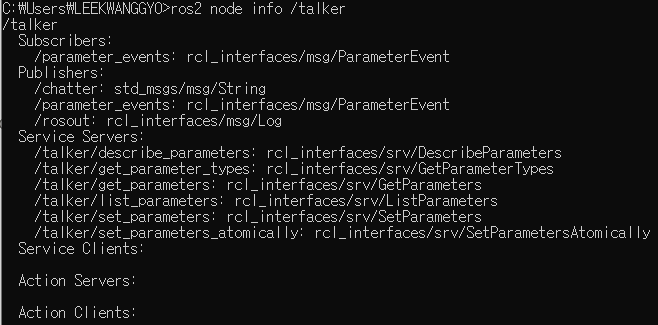 C:₩Users₩LEEKWANGGYO>ros2 node info /talker
/talker
  Subscribers:
    /parameter_events: rcl_interfaces/msg/ParameterEvent
  Publishers:
    /chatter: std_msgs/msg/String
    /parameter_events: rcl_interfaces/msg/ParameterEvent
    /rosout: rcl_interfaces/msg/Log
  Service Servers:
    /talker/describe_parameters: rcl_interfaces/srv/DescribeParameters
    /talker/get_parameter_types: rcl_interfaces/srv/GetParameterTypes
    /talker/get_parameters: rcl_interfaces/srv/GetParameters
    /talker/list_parameters: rcl_interfaces/srv/ListParameters
    /talker/set_parameters: rcl_interfaces/srv/SetParameters
    /talker/set_parameters_atomically: rcl_interfaces/srv/SetParametersAtomically
  Service Clients:
  Action Servers:
  Action Clients: